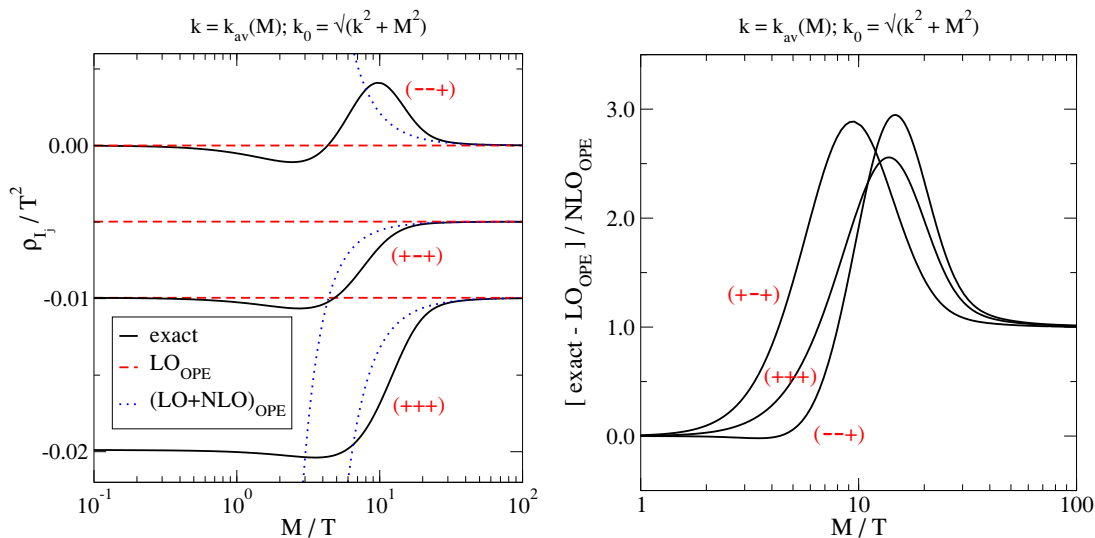 k = k_av(M); k_0 = √(k^2 + M^2)
0.00
-0.01
-0.02
ρ_I_j / T^2
(--+)
(+-+)
(+++)
exact
LO_OPE
(LO+NLO)_OPE
10^-1
10^0
10^1
10^2
M / T
k = k_av(M); k_0 = √(k^2 + M^2)
3.0
2.0
1.0
0.0
[ exact - LO_OPE ] / NLO_OPE
(+-+)
(+++)
(--+)
1
10
100
M / T